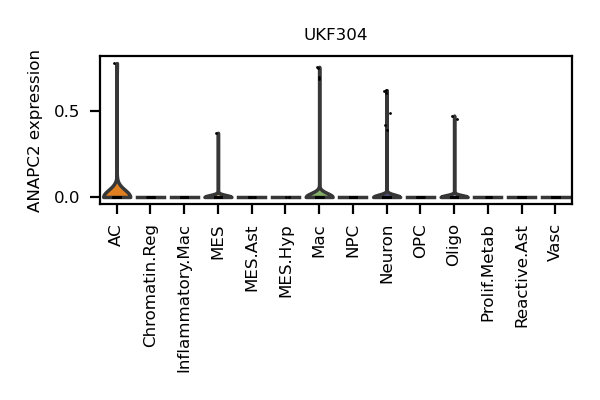 UKF304
ANAPC2 expression
0.5
0.0
AC
Chromatin.Reg
Inflammatory.Mac
MES
MES.Ast
MES.Hyp
Mac
NPC
Neuron
OPC
Oligo
Prolif.Metab
Reactive.Ast
Vasc